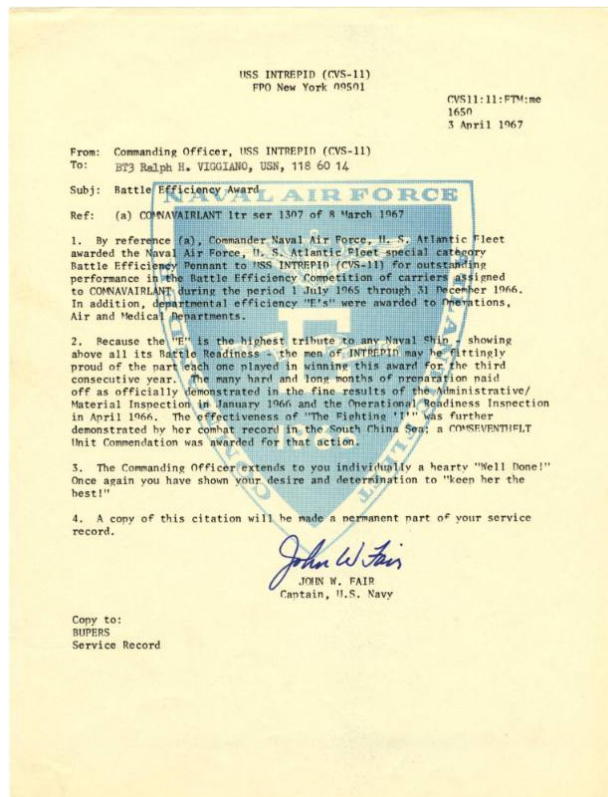 USS INTREPID (CVS-11)
FPO New York 09501
CVS11:11:FTM:me
1650
3 April 1967
From: Commanding Officer, USS INTREPID (CVS-11)
To: BT3 Ralph H. VIGGIANO, USN, 118 60 14
Subj: Battle Efficiency Award
NAVAL AIR FORCE
Ref: (a) COMNAVAIRLANT ltr ser 1307 of 8 March 1967
1. By reference (a), Commander Naval Air Force, U. S. Atlantic Fleet
awarded the Naval Air Force, U. S. Atlantic Fleet special category
Battle Efficiency Pennant to USS INTREPID (CVS-11) for outstanding
performance in the Battle Efficiency Competition of carriers assigned
to COMNAVAIRLANT during the period 1 July 1965 through 31 December 1966.
In addition, departmental efficiency "E's" were awarded to Operations,
Air and Medical Departments.
2. Because the "E" is the highest tribute to any Naval Ship - showing
above all its Battle Readiness - the men of INTREPID may be fittingly
proud of the part each one played in winning this award for the third
consecutive year. The many hard and long months of preparation paid
off as officially demonstrated in the fine results of the Administrative/
Material Inspection in January 1966 and the Operational Readiness Inspection
in April 1966. The effectiveness of "The Fighting 'I'" was further
demonstrated by her combat record in the South China Sea; a COMSEVENTHFLT
Unit Commendation was awarded for that action.
3. The Commanding Officer extends to you individually a hearty "Well Done!"
Once again you have shown your desire and determination to "keep her the
best!"
4. A copy of this citation will be made a permanent part of your service
record.
John W Fair
JOHN W. FAIR
Captain, U.S. Navy
Copy to:
BUPERS
Service Record